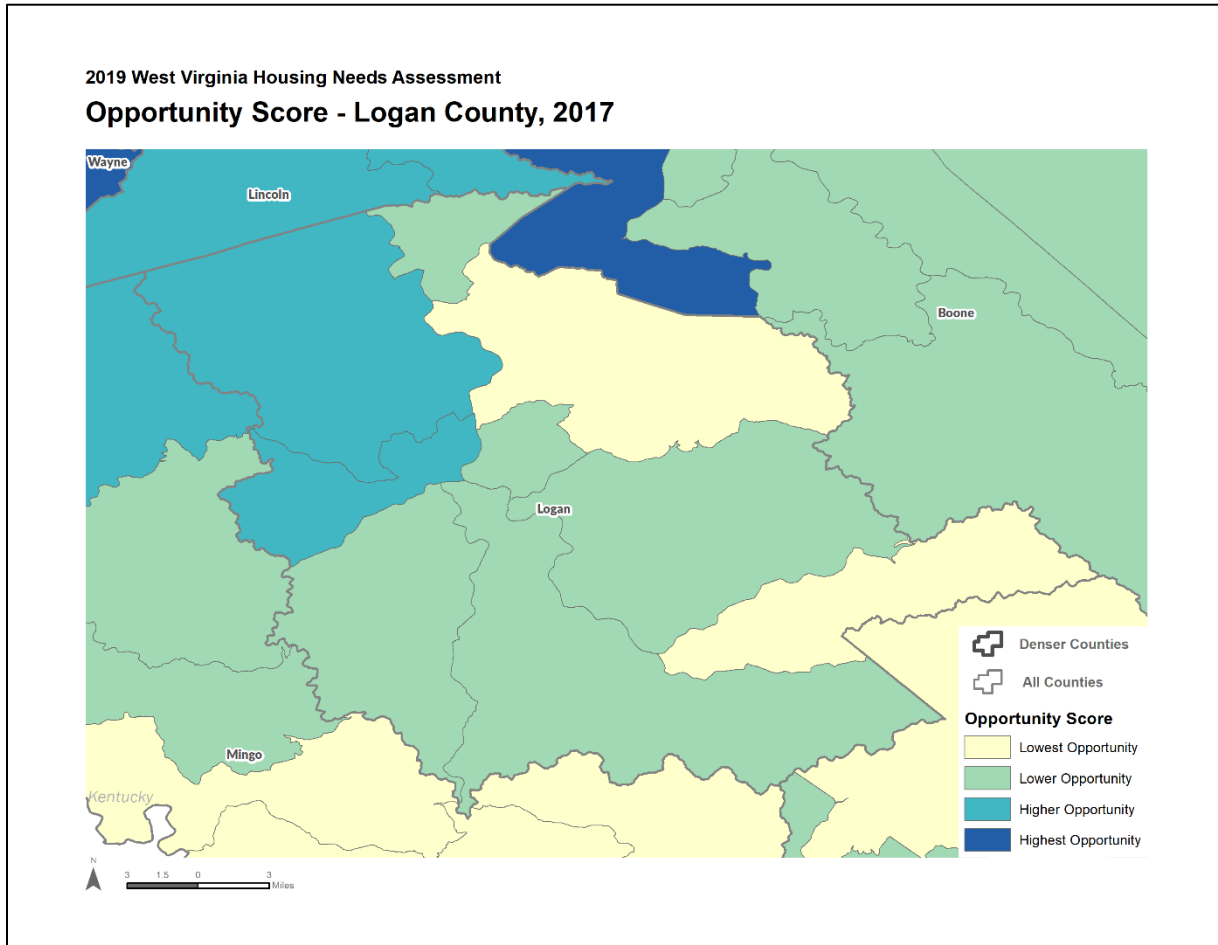 2019 West Virginia Housing Needs Assessment
Opportunity Score - Logan County, 2017
Wayne
Lincoln
Boone
Logan
Mingo
Kentucky
Denser Counties
All Counties
Opportunity Score
Lowest Opportunity
Lower Opportunity
Higher Opportunity
Highest Opportunity
N
3 1.5 0 3
Miles